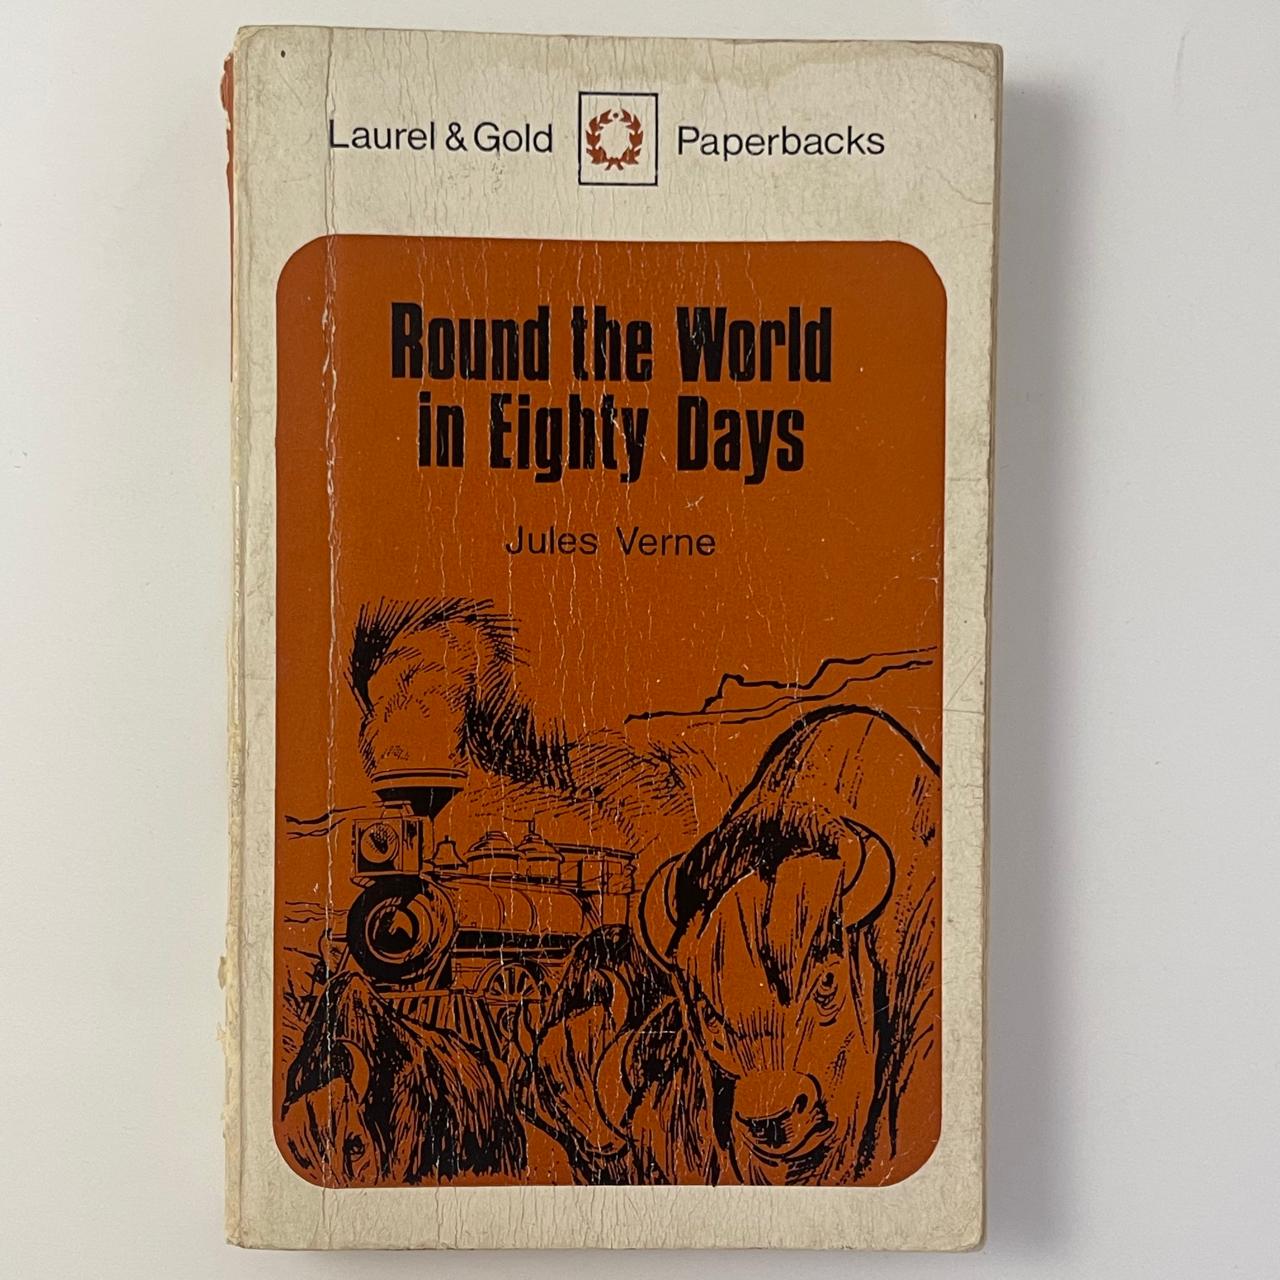 Laurel & Gold Paperbacks
Round the World
in Eighty Days
Jules Verne